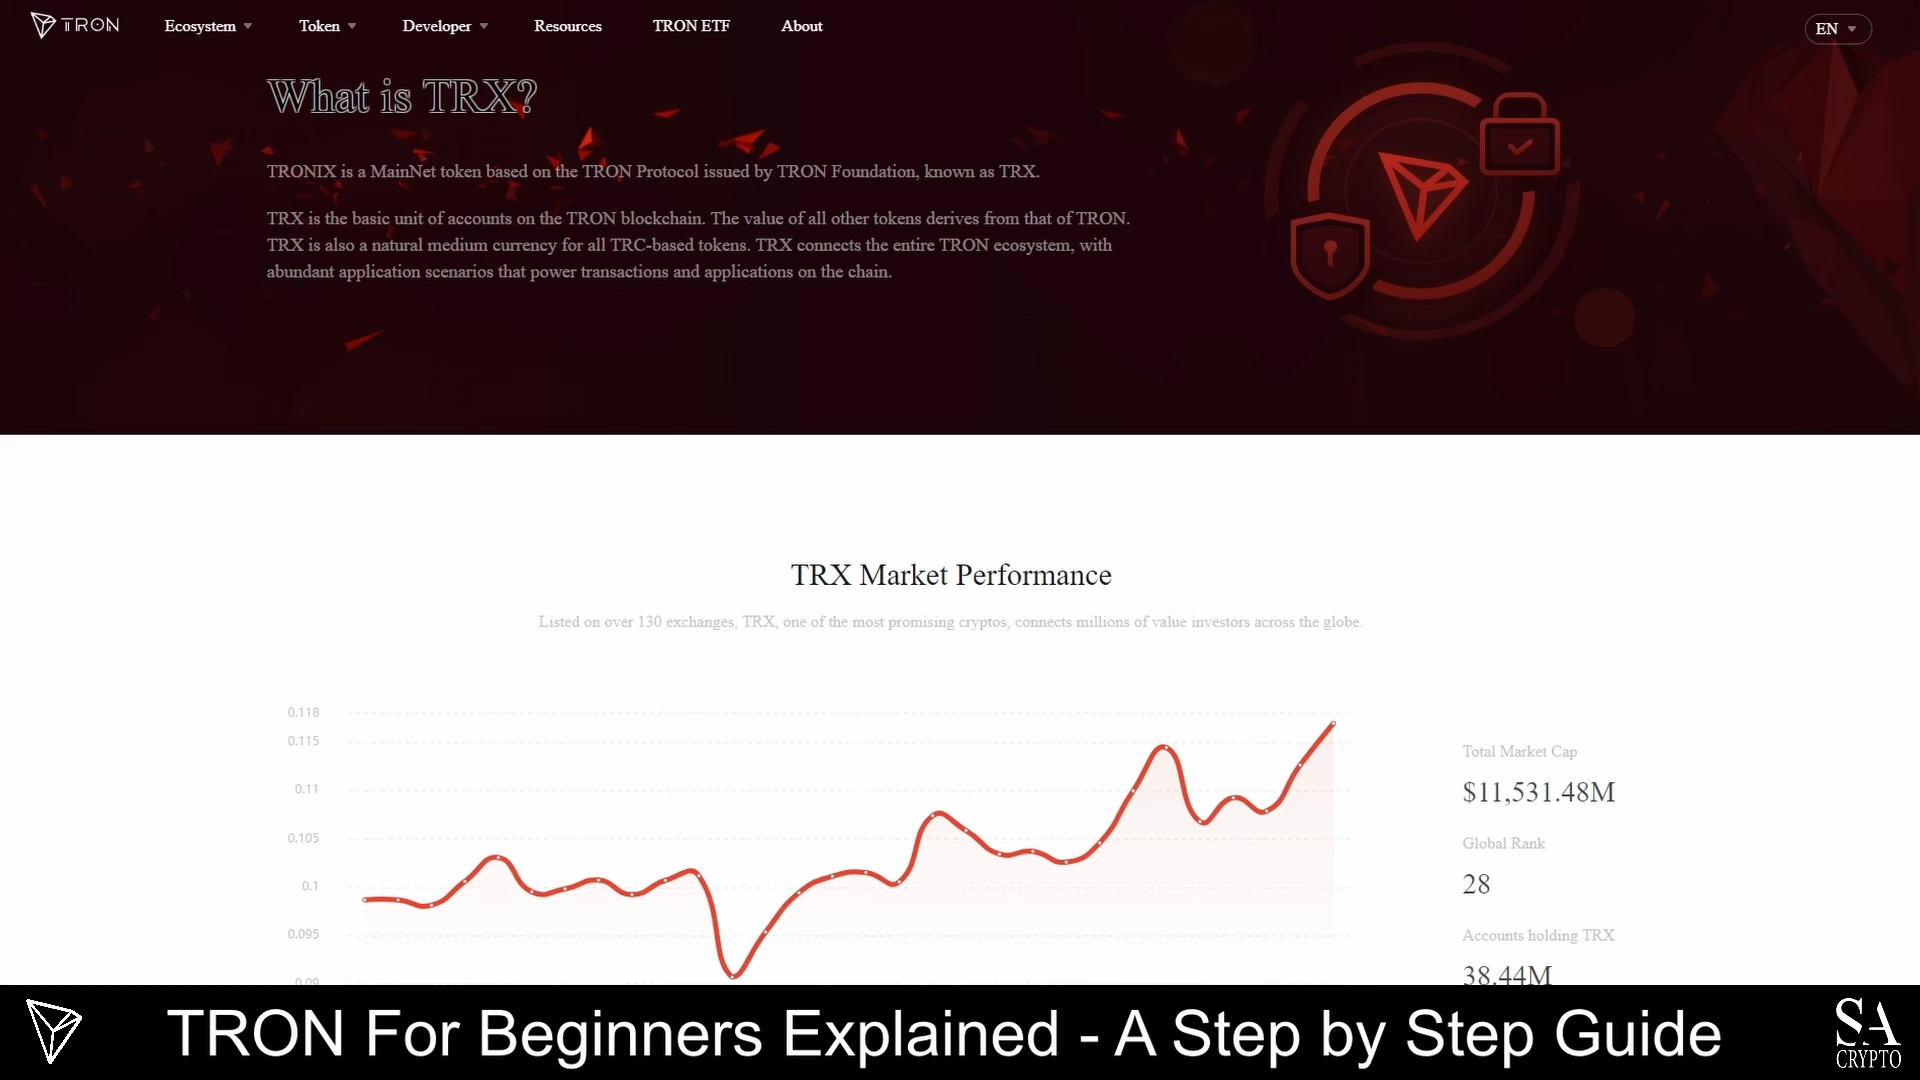 TRON
Ecosystem
Token
Developer
Resources
TRON ETF
About
EN
What is TRX?
TRONIX is a MainNet token based on the TRON Protocol issued by TRON Foundation, known as TRX.
TRX is the basic unit of accounts on the TRON blockchain. The value of all other tokens derives from that of TRON.
TRX is also a natural medium currency for all TRC-based tokens. TRX connects the entire TRON ecosystem, with
abundant application scenarios that power transactions and applications on the chain.
TRX Market Performance
Listed on over 130 exchanges, TRX, one of the most promising cryptos, connects millions of value investors across the globe.
0.118
0.115
0.11
0.105
0.1
0.095
0.09
Total Market Cap
$11,531.48M
Global Rank
28
Accounts holding TRX
38.44M
TRON For Beginners Explained - A Step by Step Guide
SA
CRYPTO